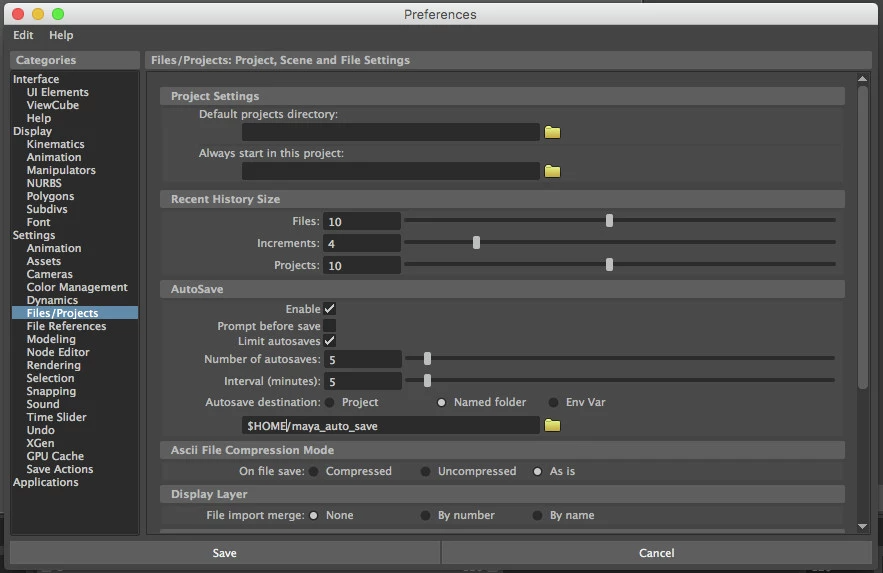 Preferences
Edit Help
Categories
Interface
UI Elements
ViewCube
Help
Display
Kinematics
Animation
Manipulators
NURBS
Polygons
Subdivs
Font
Settings
Animation
Assets
Cameras
Color Management
Dynamics
Files/Projects
File References
Modeling
Node Editor
Rendering
Selection
Snapping
Sound
Time Slider
Undo
XGen
GPU Cache
Save Actions
Applications
Files/Projects: Project, Scene and File Settings
Project Settings
Default projects directory:
Always start in this project:
Recent History Size
Files: 10
Increments: 4
Projects: 10
AutoSave
Enable
Prompt before save
Limit autosaves
Number of autosaves: 5
Interval (minutes): 5
Autosave destination: Project Named folder Env Var
$HOME/maya_auto_save
Ascii File Compression Mode
On file save: Compressed Uncompressed As is
Display Layer
File import merge: None By number By name
Save Cancel